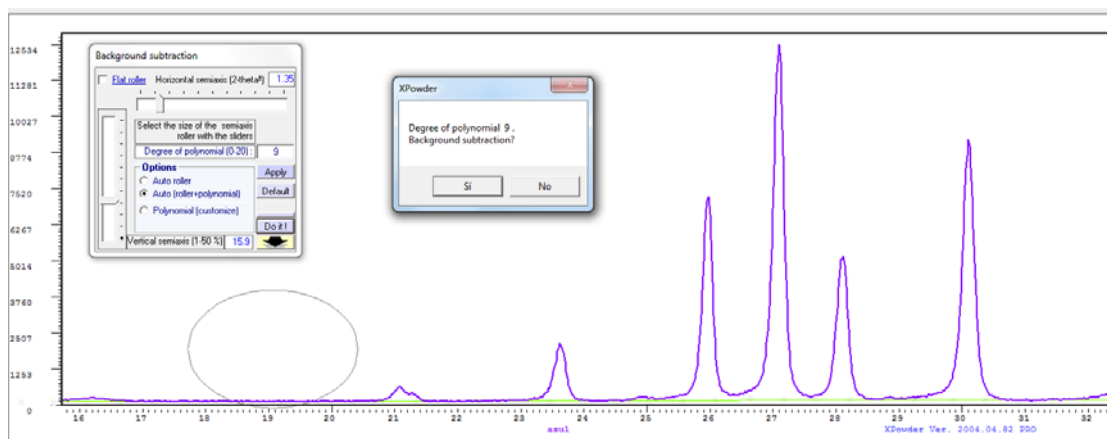 Background subtraction
Flat roller Horizontal semiaxis (2-thetaº) 1.35
Select the size of the semiaxis
roller with the sliders
Degree of polynomial (0-20) : 9
Options
Auto roller
Auto (roller+polynomial)
Polynomial (customize)
Apply
Default
Do it !
Vertical semiaxis (1-50 %) 15.9
XPowder
Degree of polynomial 9 .
Background subtraction?
Sí No
12534
11281
10027
8774
7520
6267
5014
3760
2507
1253
0
16 17 18 19 20 21 22 23 24 25 26 27 28 29 30 31 32
asul
XPowder Ver. 2004.04.82 PRO